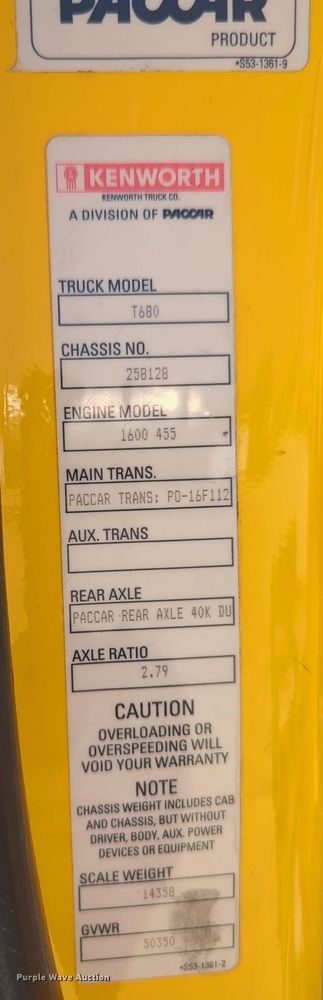 PACCAR
PRODUCT
*S53-1361-9
KENWORTH
KENWORTH TRUCK CO.
A DIVISION OF PACCAR
TRUCK MODEL
T680
CHASSIS NO.
258128
ENGINE MODEL
1600 455
MAIN TRANS.
PACCAR TRANS: PO-16F112
AUX. TRANS
REAR AXLE
PACCAR REAR AXLE 40K DU
AXLE RATIO
2.79
CAUTION
OVERLOADING OR
OVERSPEEDING WILL
VOID YOUR WARRANTY
NOTE
CHASSIS WEIGHT INCLUDES CAB
AND CHASSIS, BUT WITHOUT
DRIVER, BODY, AUX. POWER
DEVICES OR EQUIPMENT
SCALE WEIGHT
14358
GVWR
50350
*S53-1361-2
Purple Wave Auction